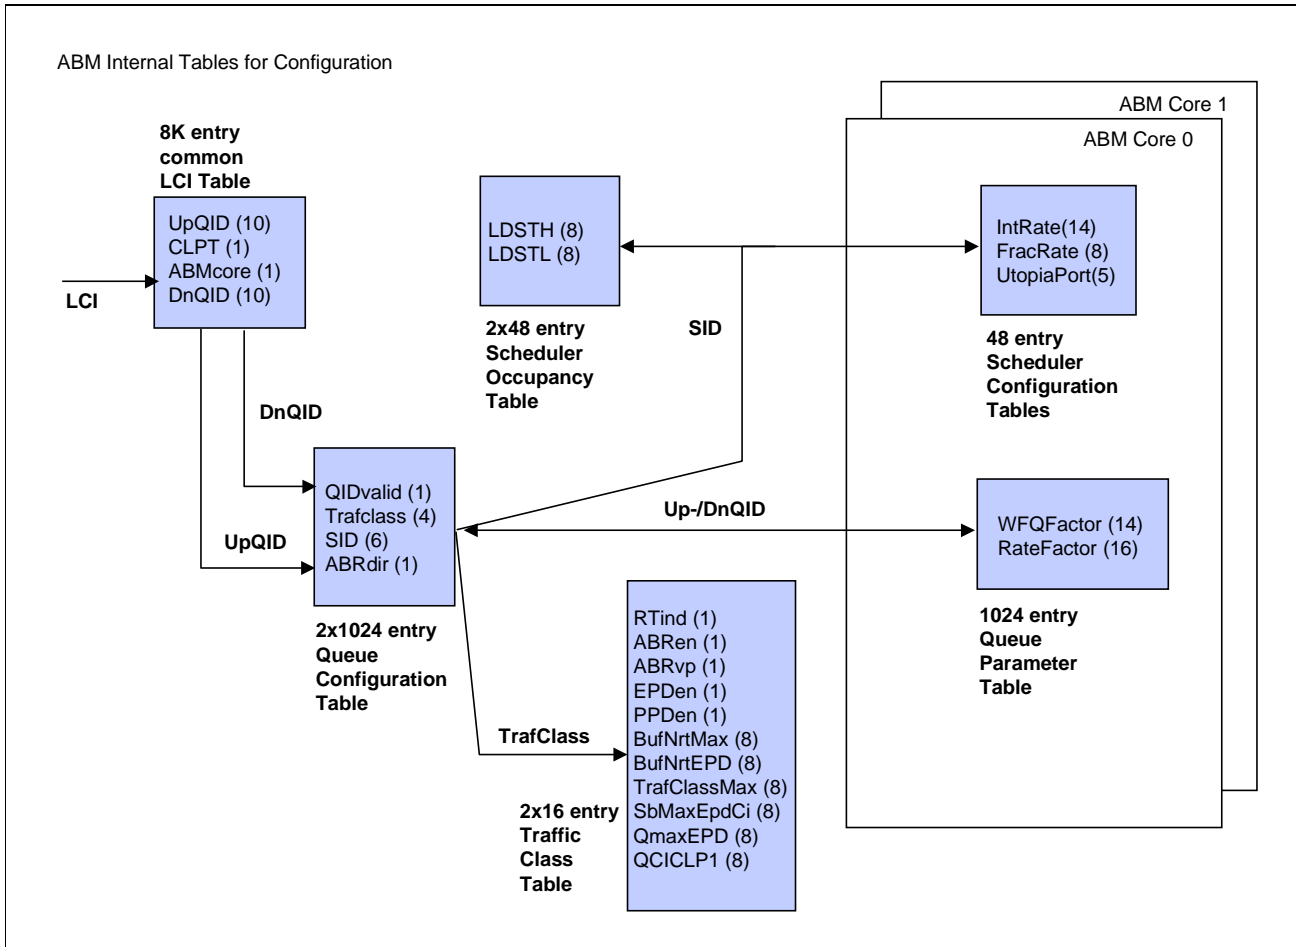 ABM Internal Tables for Configuration
ABM Core 1
ABM Core 0
8K entry
common
LCI Table
UpQID (10)
CLPT (1)
ABMcore (1)
DnQID (10)
LCI
LDSTH (8)
LDSTL (8)
2x48 entry
Scheduler
Occupancy
Table
SID
IntRate(14)
FracRate (8)
UtopiaPort(5)
48 entry
Scheduler
Configuration
Tables
DnQID
UpQID
QIDvalid (1)
Trafclass (4)
SID (6)
ABRdir (1)
2x1024 entry
Queue
Configuration
Table
Up-/DnQID
WFQFactor (14)
RateFactor (16)
1024 entry
Queue
Parameter
Table
TrafClass
RTind (1)
ABRen (1)
ABRvp (1)
EPDen (1)
PPDen (1)
BufNrtMax (8)
BufNrtEPD (8)
TrafClassMax (8)
SbMaxEpdCi (8)
QmaxEPD (8)
QCICLP1 (8)
2x16 entry
Traffic
Class
Table